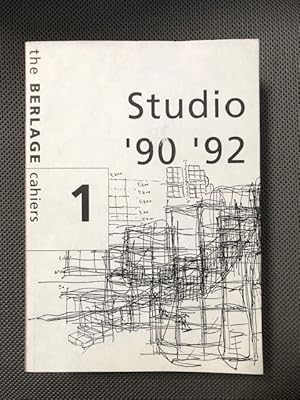 the BERLAGE cahiers
Studio
'90 '92
1